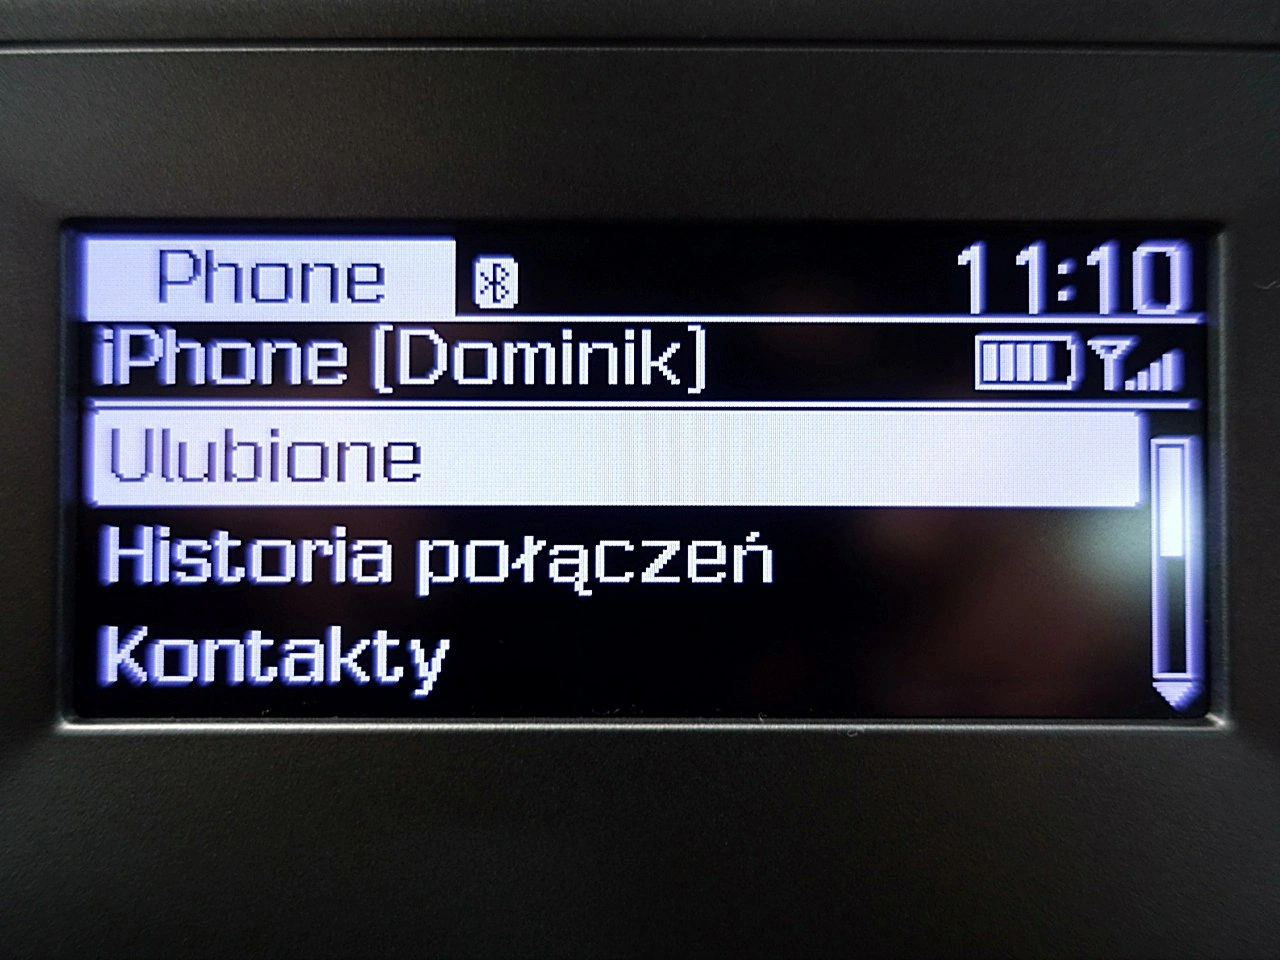 Phone 11:10
iPhone [Dominik]
Ulubione
Historia połączeń
Kontakty